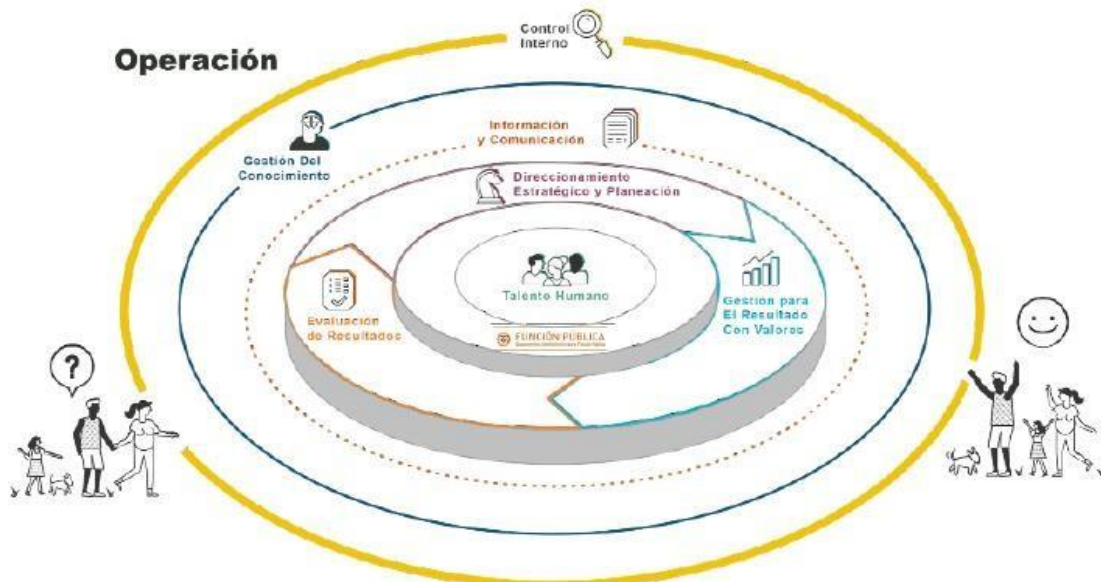 Control
Interno
Operación
Información
y Comunicación
Gestión Del
Conocimiento
Direccionamiento
Estratégico y Planeación
Talento Humano
Gestión para
El Resultado
Con Valores
Evaluación
de Resultados
FUNCIÓN PÚBLICA
?